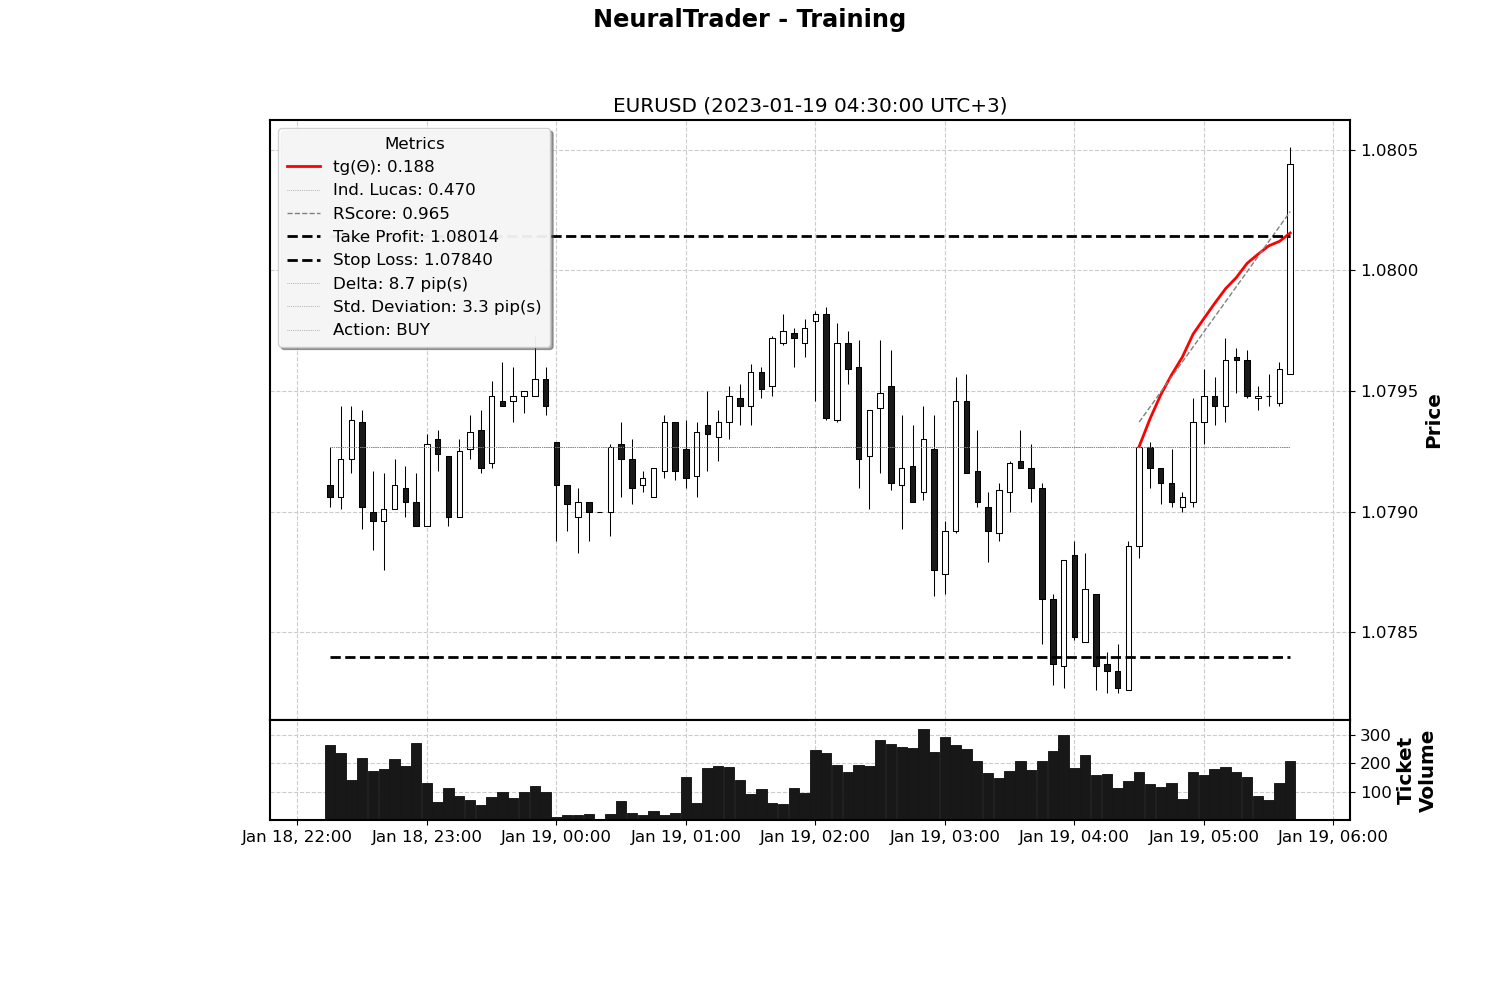 NeuralTrader - Training
EURUSD (2023-01-19 04:30:00 UTC+3)
Metrics
tg(Θ): 0.188
Ind. Lucas: 0.470
RScore: 0.965
Take Profit: 1.08014
Stop Loss: 1.07840
Delta: 8.7 pip(s)
Std. Deviation: 3.3 pip(s)
Action: BUY
1.0805
1.0800
1.0795
1.0790
1.0785
Price
300
200
100
Ticket
Volume
Jan 18, 22:00
Jan 18, 23:00
Jan 19, 00:00
Jan 19, 01:00
Jan 19, 02:00
Jan 19, 03:00
Jan 19, 04:00
Jan 19, 05:00
Jan 19, 06:00